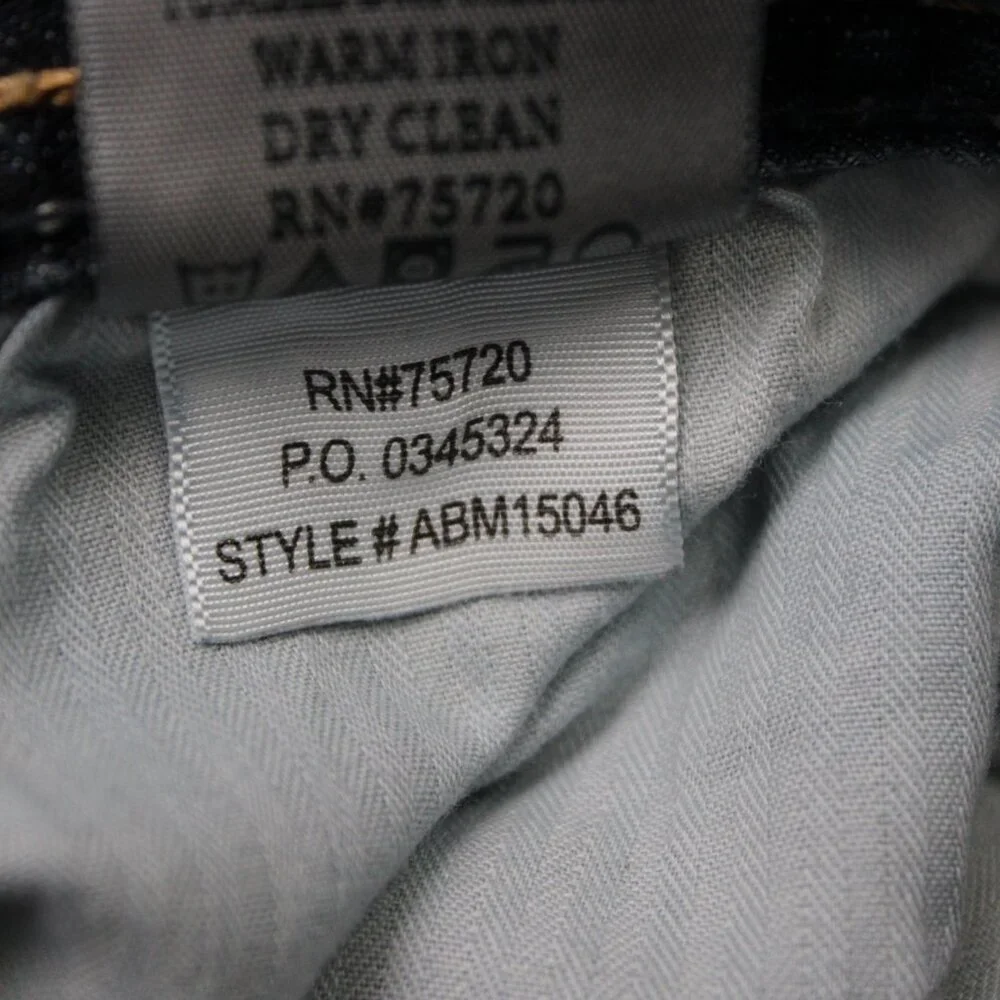 WARM IRON
DRY CLEAN
RN#75720
RN#75720
P.O. 0345324
STYLE # ABM15046